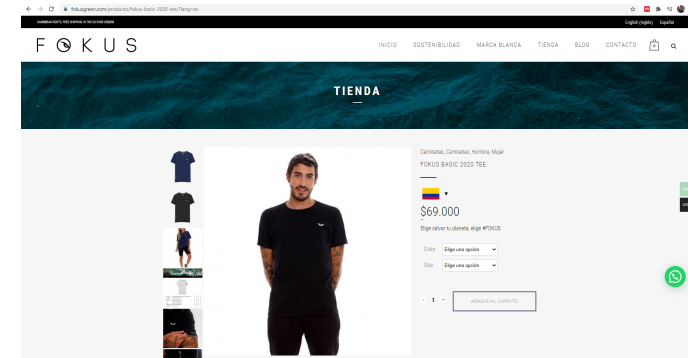 fokusgreen.com/products/fokus-basic-2020-tee/?lang=es
English (Inglés) Español
FOKUS
INICIO SOSTENIBILIDAD MARCA BLANCA TIENDA BLOG CONTACTO 0
TIENDA
Camisetas, Camisetas, Hombre, Mujer
FOKUS BASIC 2020 TEE
$69.000
Elige salvar tu planeta, elige #FOKUS
Color Elige una opción
Size Elige una opción
- 1 +
AÑADIR AL CARRITO